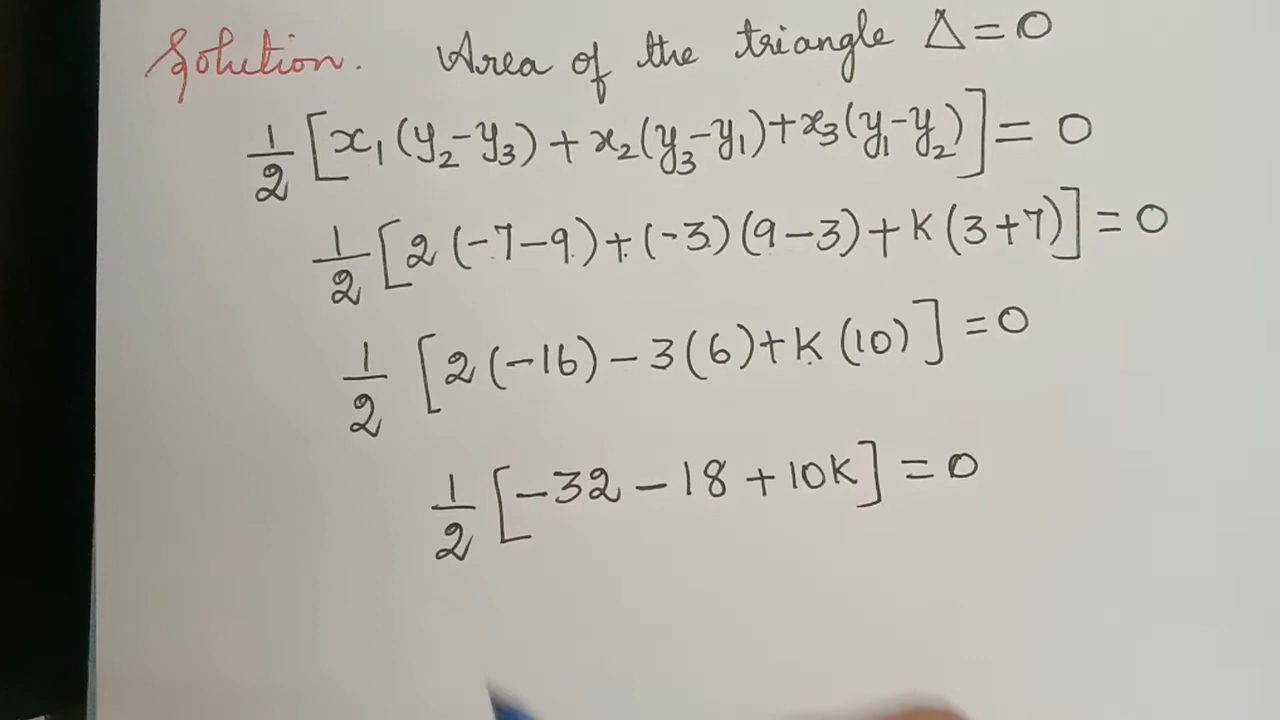 Solution. Area of the triangle Δ=0
1/2 [x₁(y₂-y₃)+x₂(y₃-y₁)+x₃(y₁-y₂)]=0
1/2 [2(-7-9)+(-3)(9-3)+K(3+7)]=0
1/2 [2(-16)-3(6)+K(10)]=0
1/2 [-32-18+10K]=0